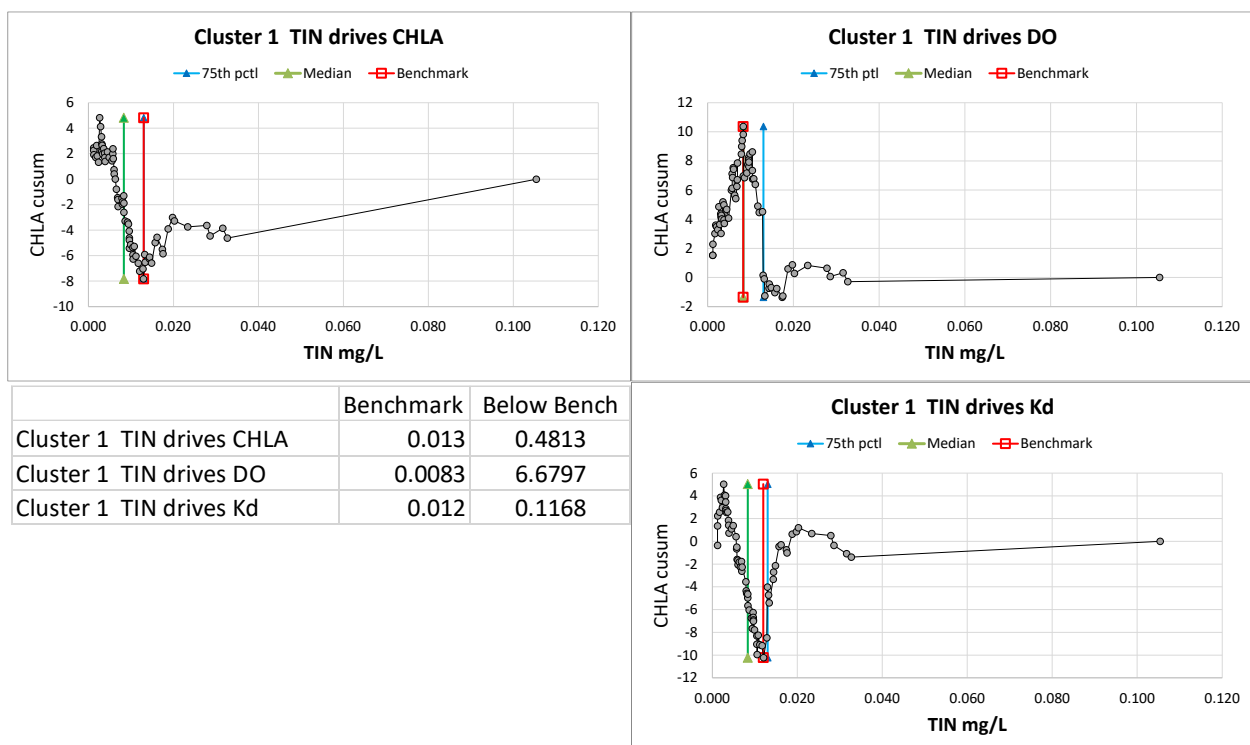 Cluster 1 TIN drives CHLA
75th pctl Median Benchmark
CHLA cusum
6
4
2
0
-2
-4
-6
-8
-10
0.000 0.020 0.040 0.060 0.080 0.100 0.120
TIN mg/L
Cluster 1 TIN drives DO
75th ptl Median Benchmark
CHLA cusum
12
10
8
6
4
2
0
-2
0.000 0.020 0.040 0.060 0.080 0.100 0.120
TIN mg/L
Benchmark Below Bench
Cluster 1 TIN drives CHLA 0.013 0.4813
Cluster 1 TIN drives DO 0.0083 6.6797
Cluster 1 TIN drives Kd 0.012 0.1168
Cluster 1 TIN drives Kd
75th pctl Median Benchmark
CHLA cusum
6
4
2
0
-2
-4
-6
-8
-10
-12
0.000 0.020 0.040 0.060 0.080 0.100 0.120
TIN mg/L